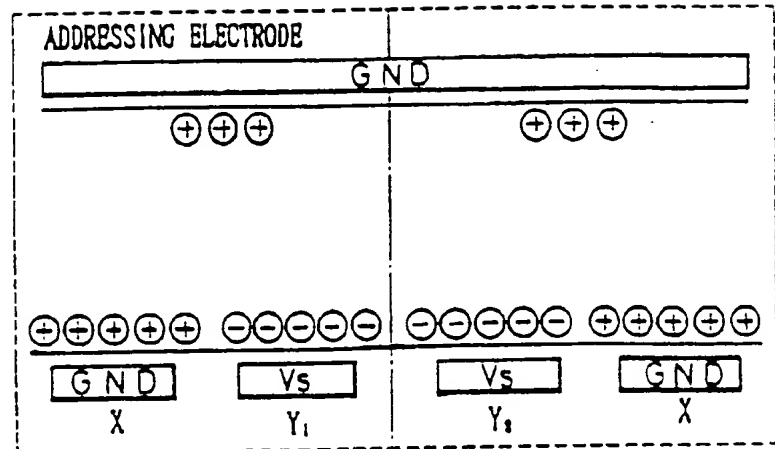 ADDRESSING ELECTRODE
GND
+ + + + + +
+ + + + + - - - - - - - - - - + + + + +
GND Vs Vs GND
X Y₁ Y₂ X